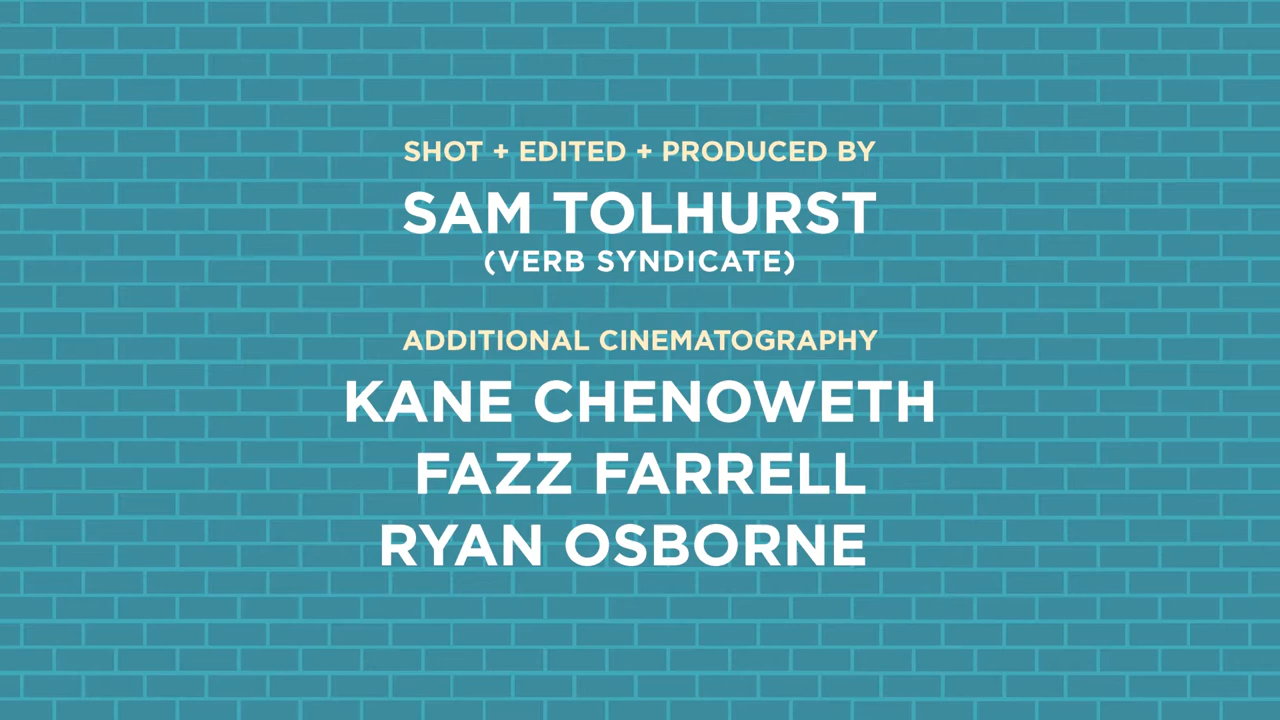 SHOT + EDITED + PRODUCED BY
SAM TOLHURST
(VERB SYNDICATE)
ADDITIONAL CINEMATOGRAPHY
KANE CHENOWETH
FAZZ FARRELL
RYAN OSBORNE